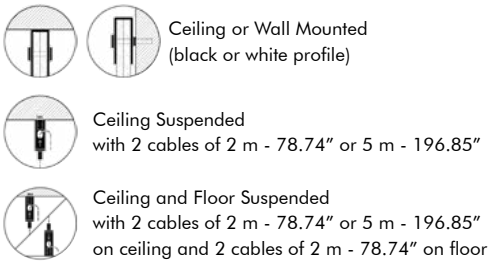 Ceiling or Wall Mounted
(black or white profile)
Ceiling Suspended
with 2 cables of 2 m - 78.74” or 5 m - 196.85”
Ceiling and Floor Suspended
with 2 cables of 2 m - 78.74” or 5 m - 196.85”
on ceiling and 2 cables of 2 m - 78.74” on floor